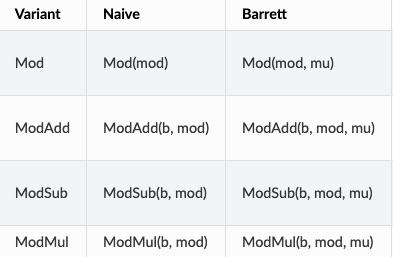 Variant Naive Barrett
Mod Mod(mod) Mod(mod, mu)
ModAdd ModAdd(b, mod) ModAdd(b, mod, mu)
ModSub ModSub(b, mod) ModSub(b, mod, mu)
ModMul ModMul(b, mod) ModMul(b, mod, mu)